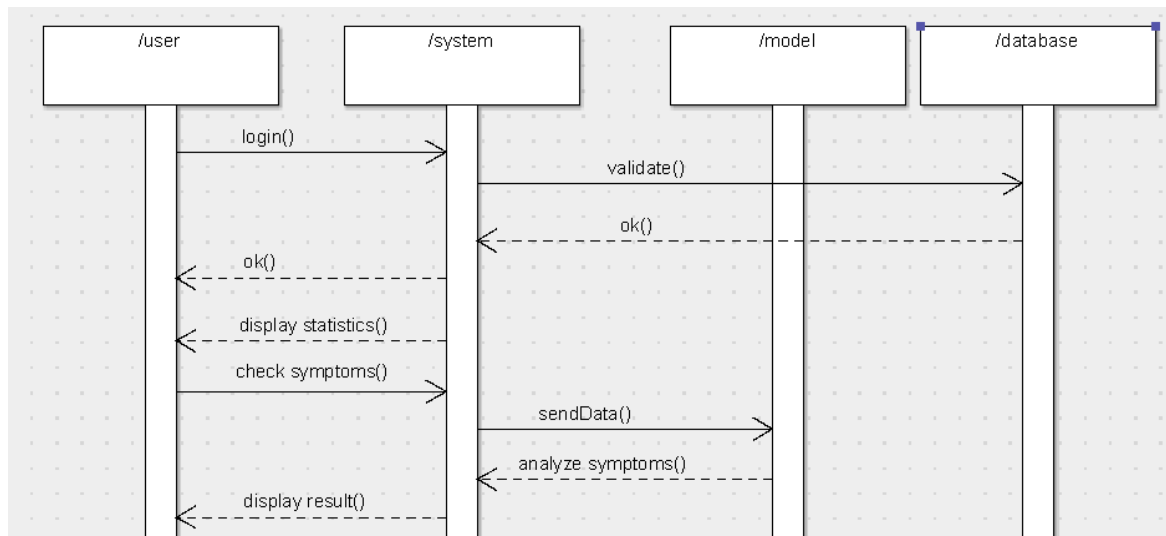 /user
/system
/model
/database
login()
validate()
ok()
ok()
display statistics()
check symptoms()
sendData()
analyze symptoms()
display result()